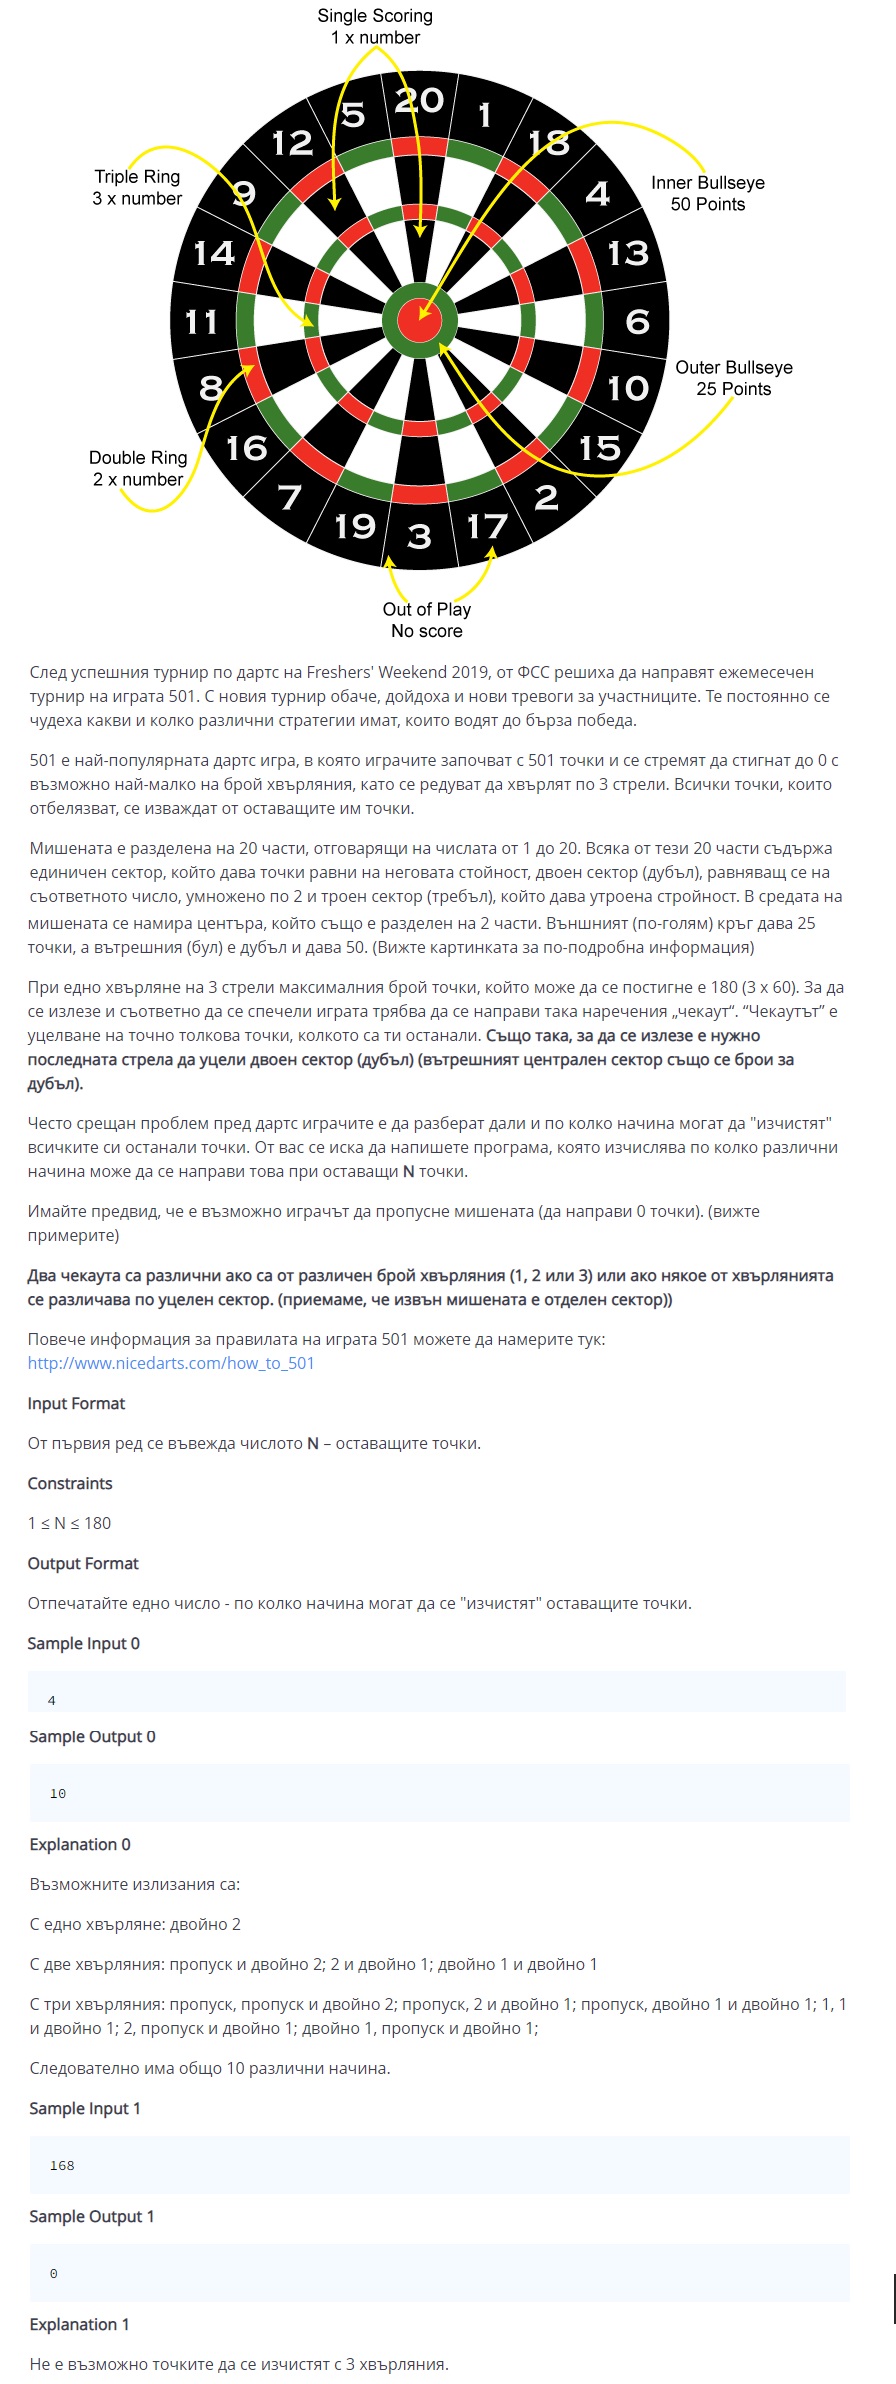 Single Scoring
1 x number
20
1
18
4
13
6
10
15
2
17
3
19
7
16
8
11
14
9
12
5
Triple Ring
3 x number
Inner Bullseye
50 Points
Outer Bullseye
25 Points
Double Ring
2 x number
Out of Play
No score
След успешния турнир по дартс на Freshers' Weekend 2019, от ФСС решиха да направят ежемесечен
турнир на играта 501. С новия турнир обаче, дойдоха и нови тревоги за участниците. Те постоянно се
чудеха какви и колко различни стратегии имат, които водят до бърза победа.
501 е най-популярната дартс игра, в която играчите започват с 501 точки и се стремят да стигнат до 0 с
възможно най-малко на брой хвърляния, като се редуват да хвърлят по 3 стрели. Всички точки, които
отбелязват, се изваждат от оставащите им точки.
Мишената е разделена на 20 части, отговарящи на числата от 1 до 20. Всяка от тези 20 части съдържа
единичен сектор, който дава точки равни на неговата стойност, двоен сектор (дубъл), равняващ се на
съответното число, умножено по 2 и троен сектор (требъл), който дава утроена стройност. В средата на
мишената се намира центъра, който също е разделен на 2 части. Външният (по-голям) кръг дава 25
точки, а вътрешния (бул) е дубъл и дава 50. (Вижте картинката за по-подробна информация)
При едно хвърляне на 3 стрели максималния брой точки, който може да се постигне е 180 (3 x 60). За да
се излезе и съответно да се спечели играта трябва да се направи така наречения „чекаут“. “Чекаутът” е
уцелване на точно толкова точки, колкото са ти останали. Също така, за да се излезе е нужно
последната стрела да уцели двоен сектор (дубъл) (вътрешният централен сектор също се брои за
дубъл).
Често срещан проблем пред дартс играчите е да разберат дали и по колко начина могат да "изчистят"
всичките си останали точки. От вас се иска да напишете програма, която изчислява по колко различни
начина може да се направи това при оставащи N точки.
Имайте предвид, че е възможно играчът да пропусне мишената (да направи 0 точки). (вижте
примерите)
Два чекаута са различни ако са от различен брой хвърляния (1, 2 или 3) или ако някое от хвърлянията
се различава по уцелен сектор. (приемаме, че извън мишената е отделен сектор))
Повече информация за правилата на играта 501 можете да намерите тук:
http://www.nicedarts.com/how_to_501
Input Format
От първия ред се въвежда числото N – оставащите точки.
Constraints
1 ≤ N ≤ 180
Output Format
Отпечатайте едно число - по колко начина могат да се "изчистят" оставащите точки.
Sample Input 0
4
Sample Output 0
10
Explanation 0
Възможните излизания са:
С едно хвърляне: двойно 2
С две хвърляния: пропуск и двойно 2; 2 и двойно 1; двойно 1 и двойно 1
С три хвърляния: пропуск, пропуск и двойно 2; пропуск, 2 и двойно 1; пропуск, двойно 1 и двойно 1; 1, 1
и двойно 1; 2, пропуск и двойно 1; двойно 1, пропуск и двойно 1;
Следователно има общо 10 различни начина.
Sample Input 1
168
Sample Output 1
0
Explanation 1
Не е възможно точките да се изчистят с 3 хвърляния.